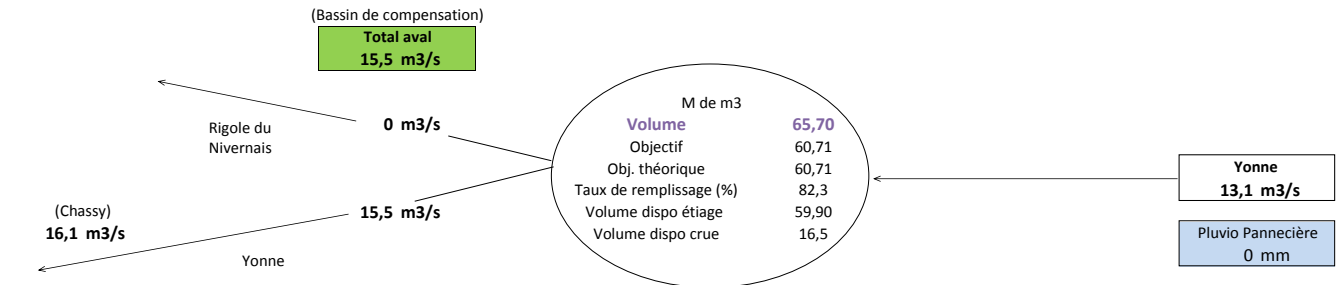 (Bassin de compensation)
Total aval
15,5 m3/s
M de m3
Volume 65,70
Objectif 60,71
Obj. théorique 60,71
Taux de remplissage (%) 82,3
Volume dispo étiage 59,90
Volume dispo crue 16,5
0 m3/s
Rigole du
Nivernais
15,5 m3/s
(Chassy)
16,1 m3/s
Yonne
Yonne
13,1 m3/s
Pluvio Pannecière
0 mm